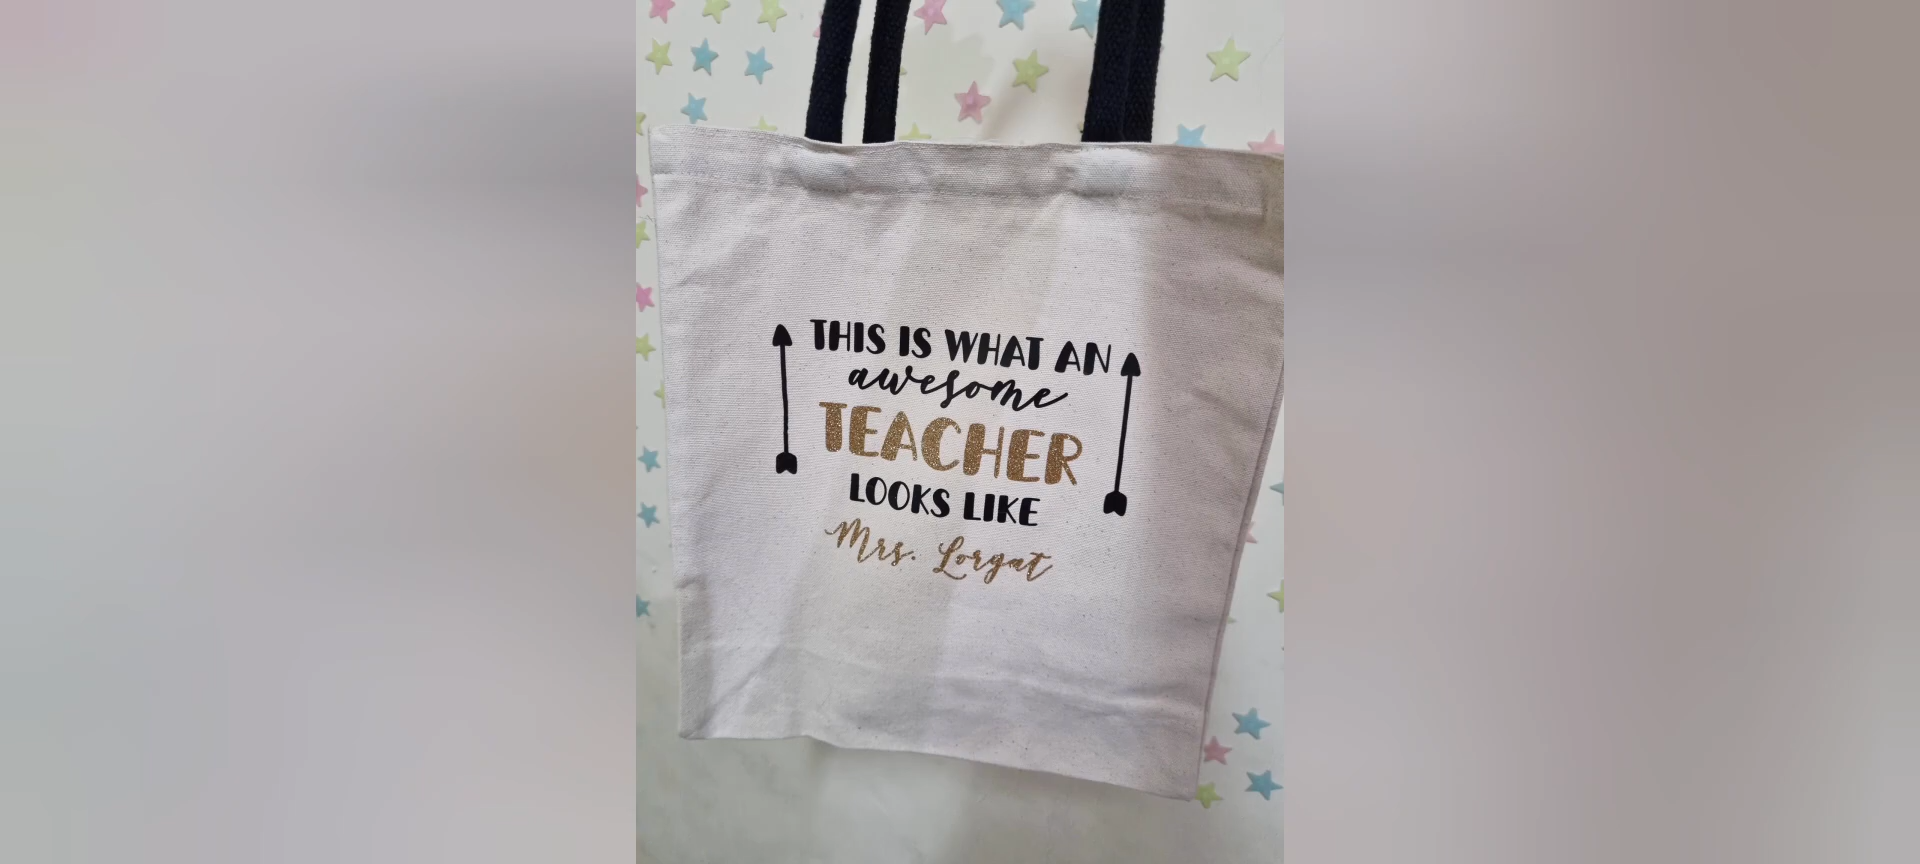 THIS IS WHAT AN
awesome
TEACHER
LOOKS LIKE
Mrs. Lorgat